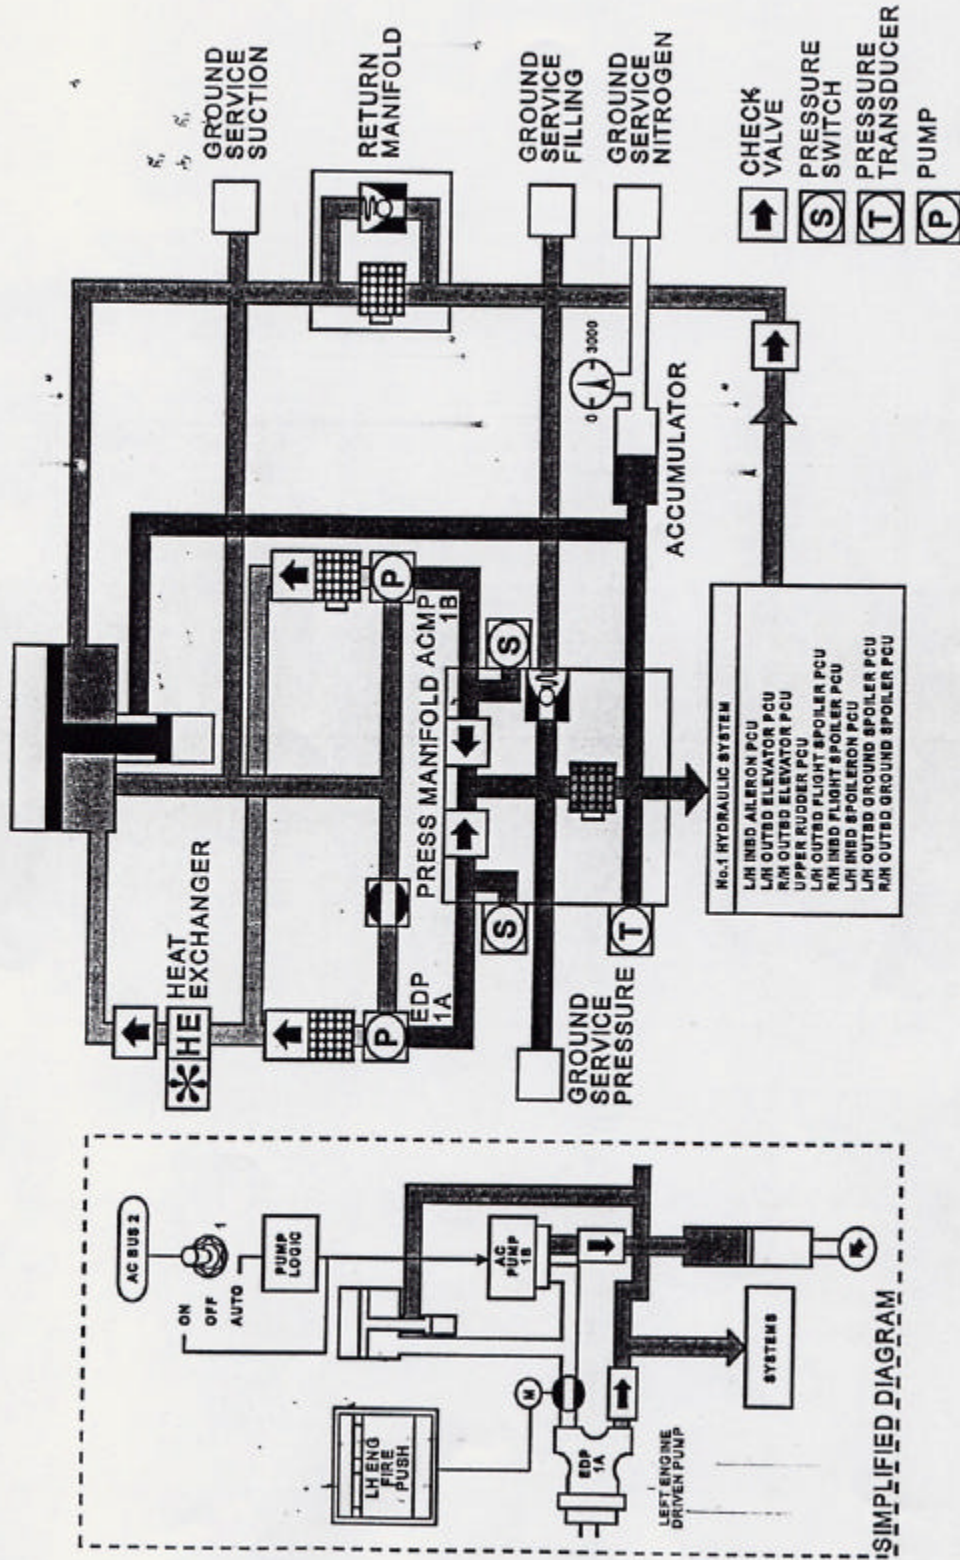 GROUND
SERVICE
SUCTION
RETURN
MANIFOLD
GROUND
SERVICE
FILLING
GROUND
SERVICE
NITROGEN
HEAT
EXCHANGER
HE
P
P
EDP
1A
PRESS MANIFOLD
ACMP
1B
S
S
T
0
3000
ACCUMULATOR
GROUND
SERVICE
PRESSURE
No.1 HYDRAULIC SYSTEM
L/H INBD AILERON PCU
L/H OUTBD ELEVATOR PCU
R/H OUTBD ELEVATOR PCU
UPPER RUDDER PCU
L/H OUTBD FLIGHT SPOILER PCU
R/H INBD FLIGHT SPOILER PCU
L/H INBD SPOILERON PCU
L/H OUTBD GROUND SPOILER PCU
R/H OUTBD GROUND SPOILER PCU
CHECK
VALVE
S
PRESSURE
SWITCH
T
PRESSURE
TRANSDUCER
P
PUMP
AC BUS 2
1
ON
OFF
AUTO
PUMP
LOGIC
LH ENG
FIRE
PUSH
M
AC
PUMP
1B
EDP
1A
LEFT ENGINE
DRIVEN PUMP
SYSTEMS
SIMPLIFIED DIAGRAM